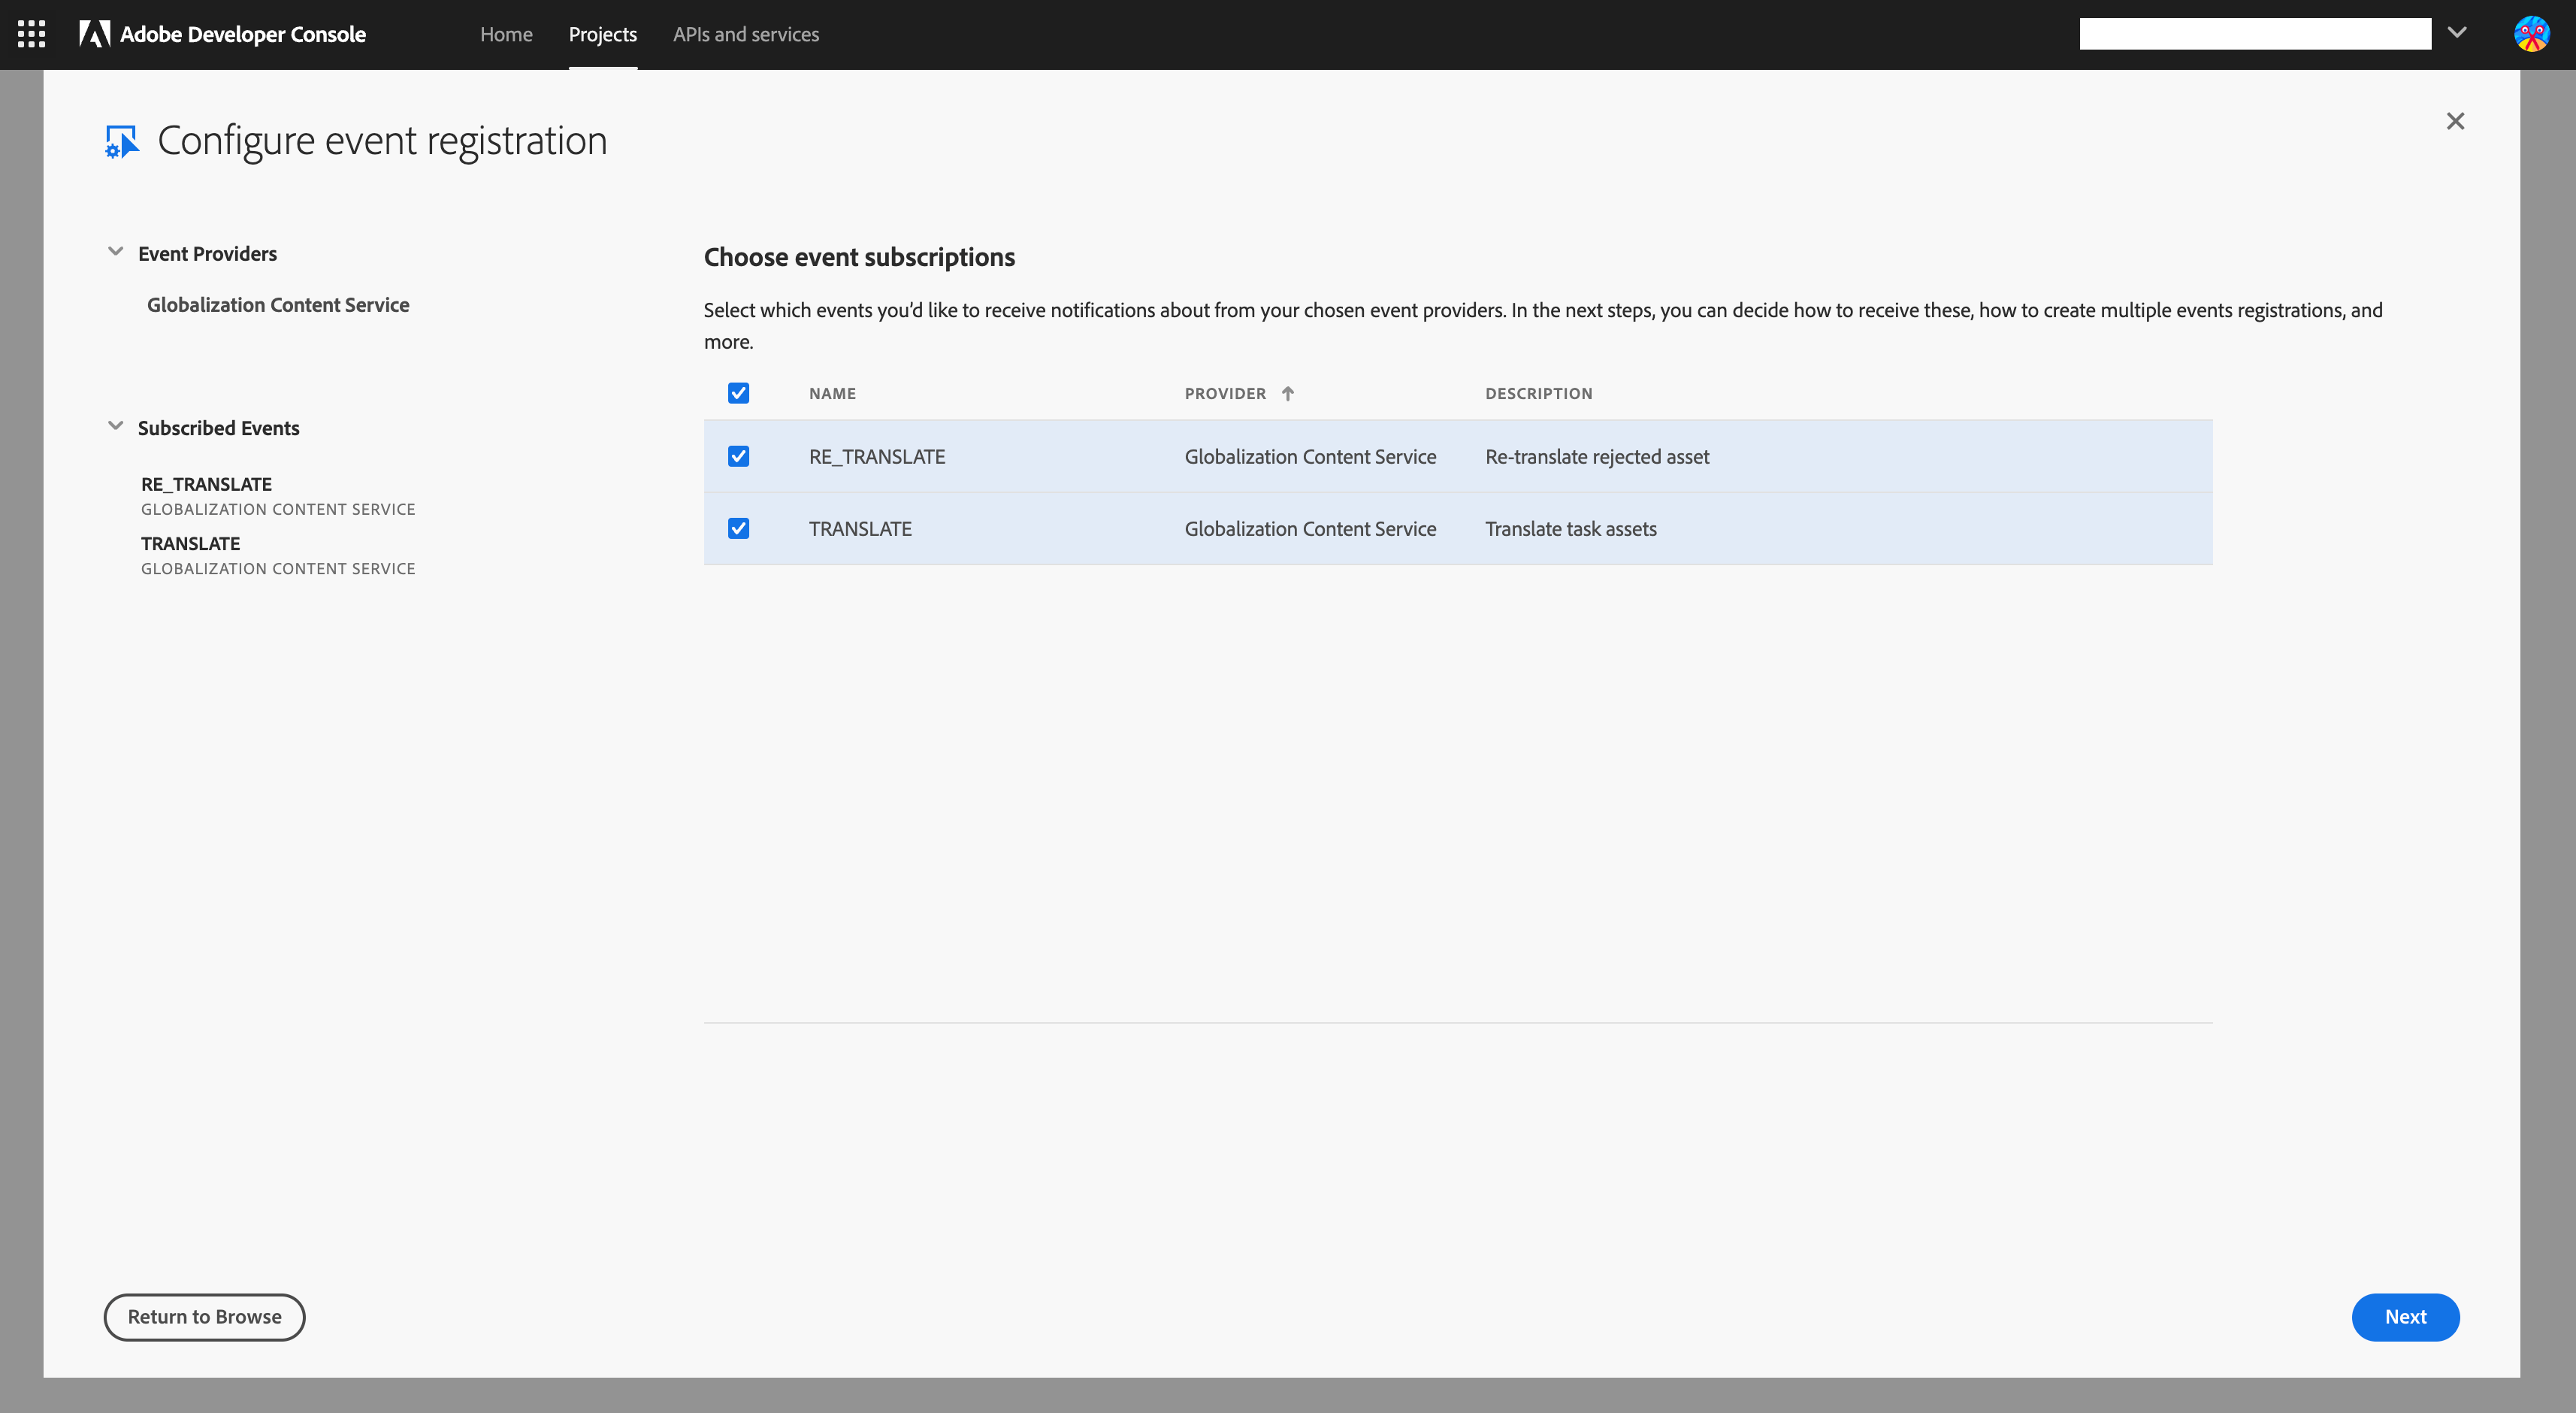 Adobe Developer Console
Home
Projects
APIs and services
Configure event registration
Event Providers
Globalization Content Service
Subscribed Events
RE_TRANSLATE
GLOBALIZATION CONTENT SERVICE
TRANSLATE
GLOBALIZATION CONTENT SERVICE
Choose event subscriptions
Select which events you’d like to receive notifications about from your chosen event providers. In the next steps, you can decide how to receive these, how to create multiple events registrations, and
more.
NAME PROVIDER DESCRIPTION
RE_TRANSLATE Globalization Content Service Re-translate rejected asset
TRANSLATE Globalization Content Service Translate task assets
Return to Browse
Next